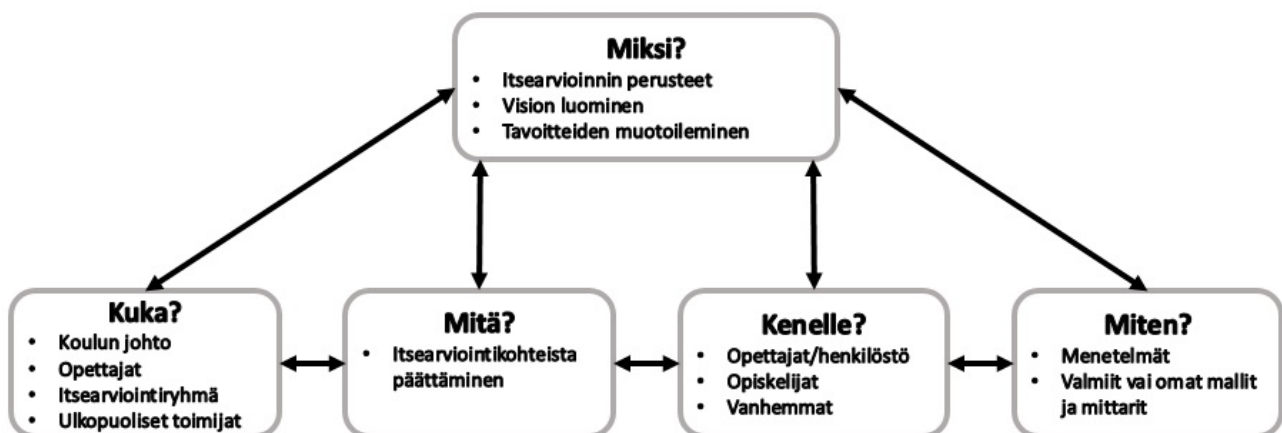 Miksi?
• Itsearvioinnin perusteet
• Vision luominen
• Tavoitteiden muotoileminen
Kuka?
• Koulun johto
• Opettajat
• Itsearviointiryhmä
• Ulkopuoliset toimijat
Mitä?
• Itsearviointikohteista
päättäminen
Kenelle?
• Opettajat/henkilöstö
• Opiskelijat
• Vanhemmat
Miten?
• Menetelmät
• Valmiit vai omat mallit
ja mittarit